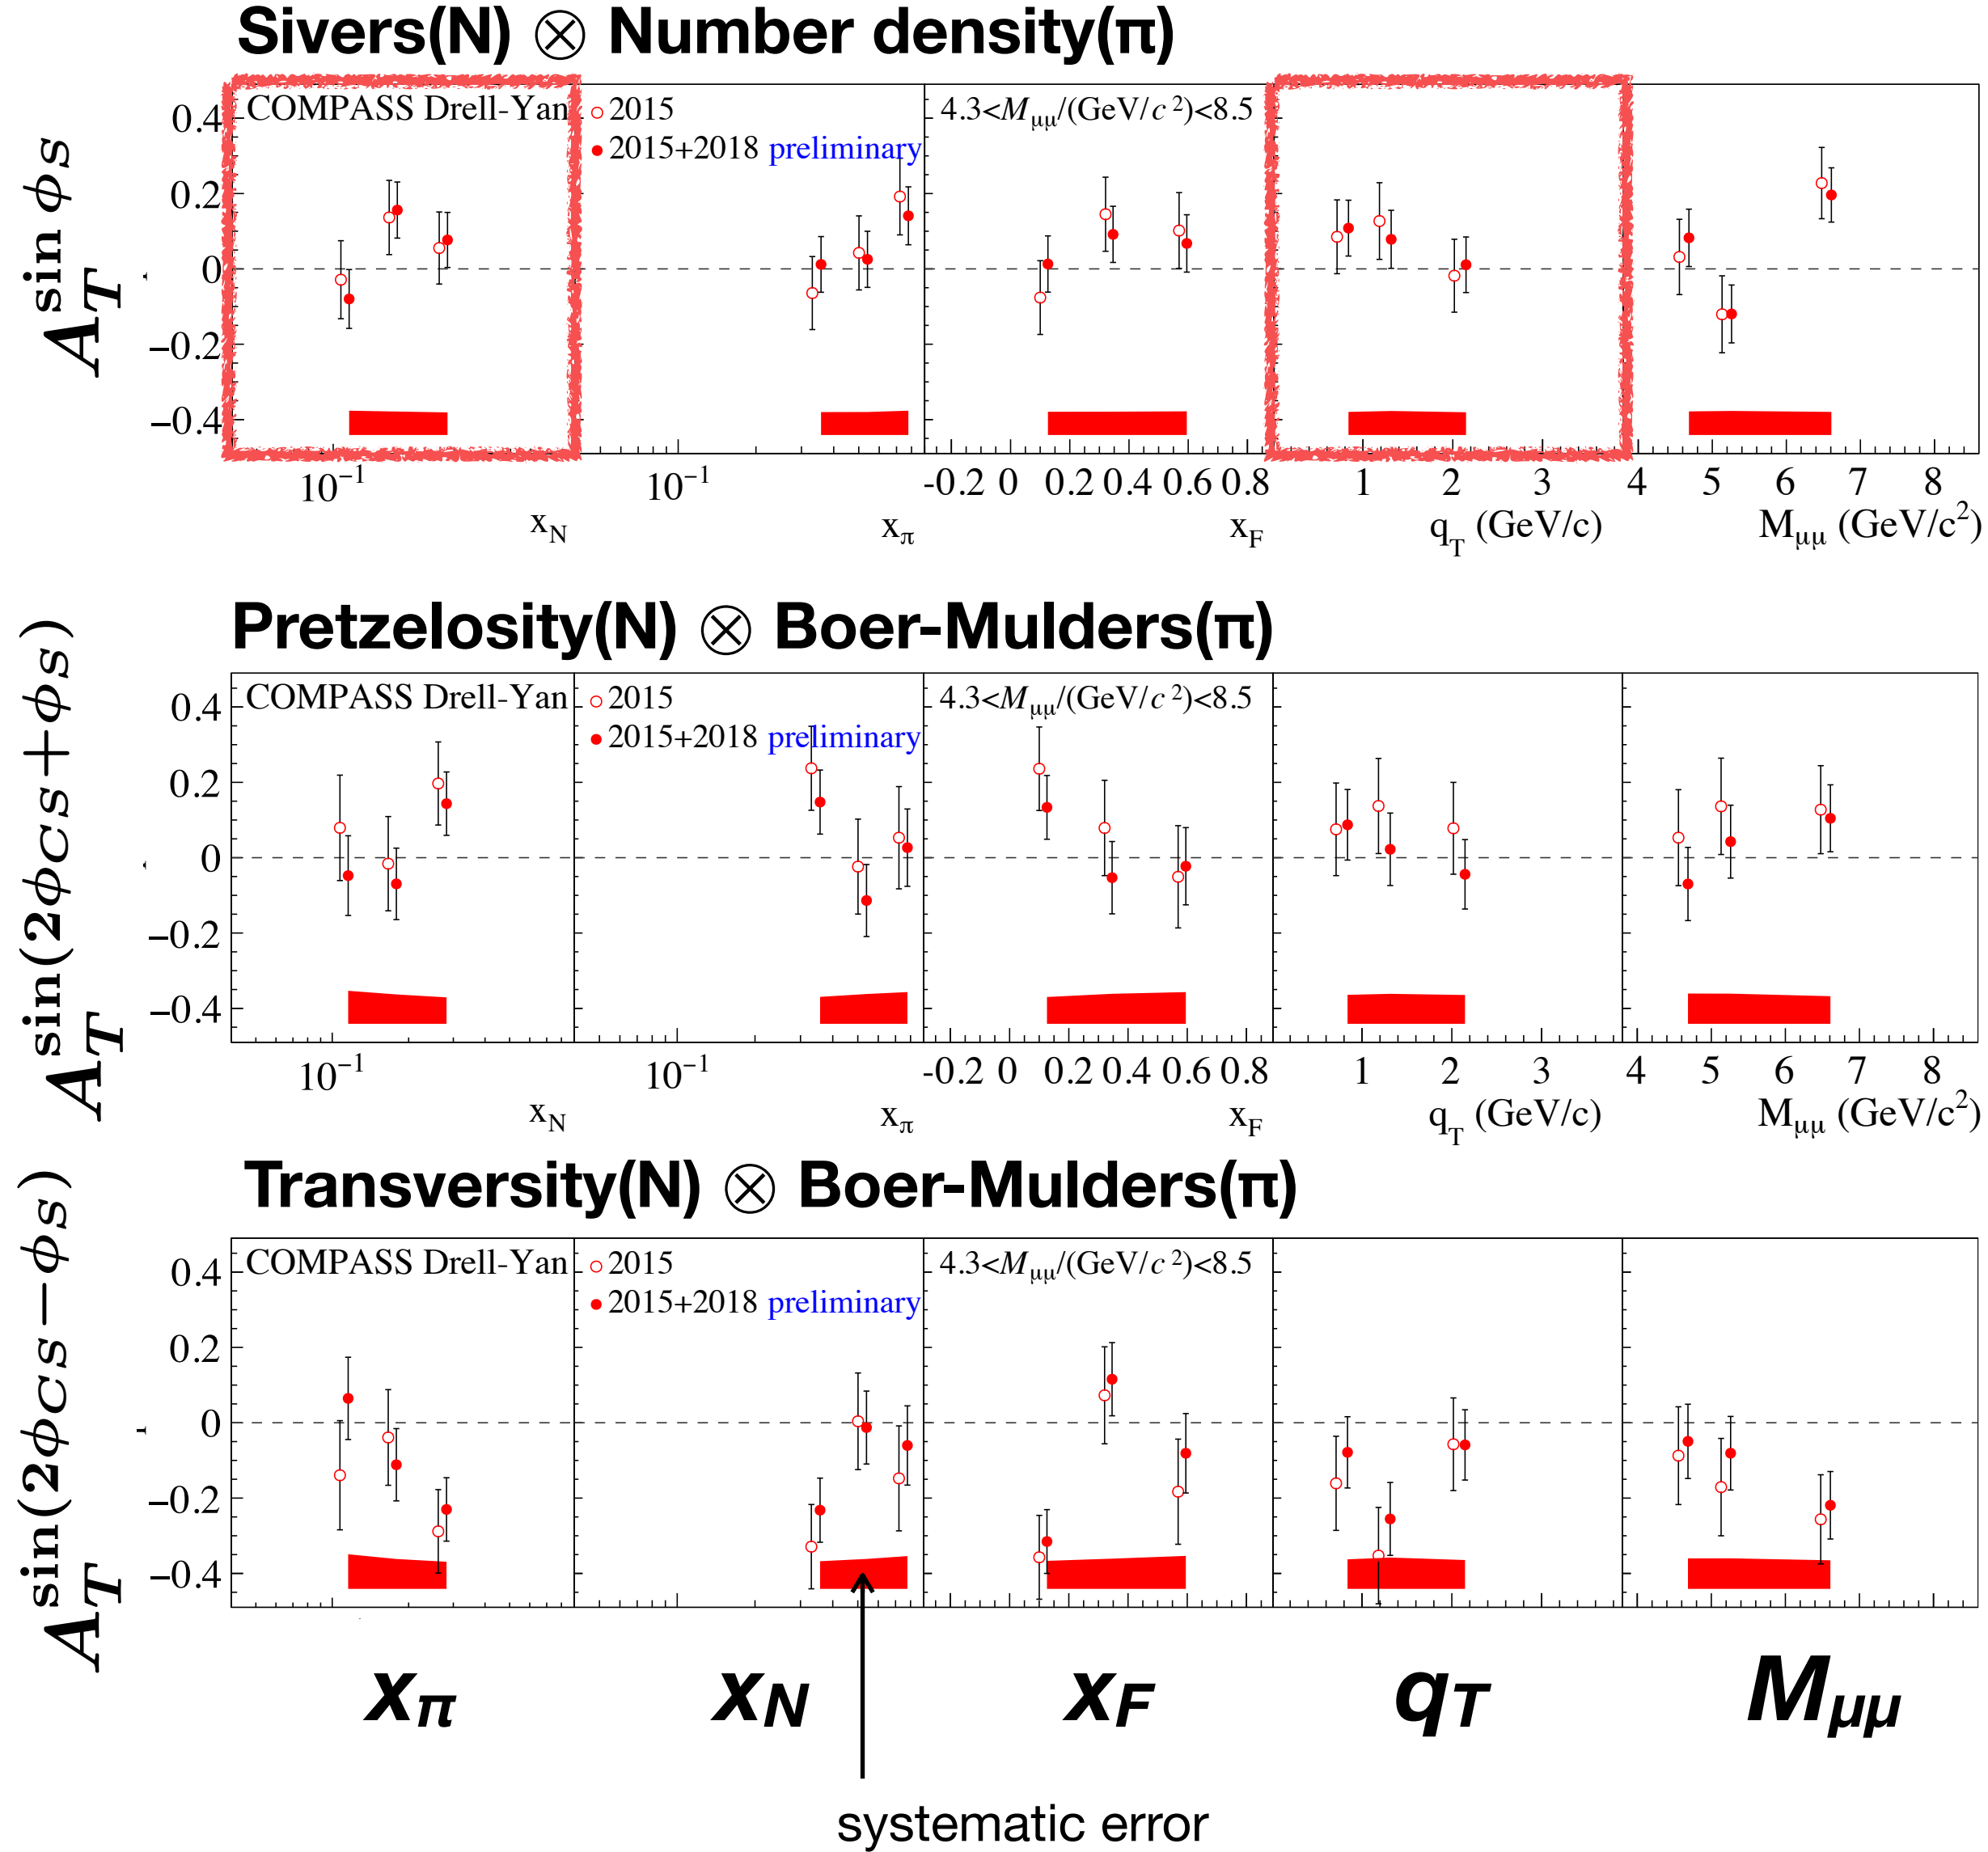 Sivers(N) ⊗ Number density(π)
A_T^{sin ϕ_S}
COMPASS Drell-Yan
2015
2015+2018 preliminary
4.3<M_μμ/(GeV/c²)<8.5
0.4
0.2
0
−0.2
−0.4
10⁻¹
10⁻¹
-0.2 0 0.2 0.4 0.6 0.8
1 2 3
4 5 6 7 8
x_N
x_π
x_F
q_T (GeV/c)
M_μμ (GeV/c²)
Pretzelosity(N) ⊗ Boer-Mulders(π)
A_T^{sin(2ϕ_CS+ϕ_S)}
COMPASS Drell-Yan
2015
2015+2018 preliminary
4.3<M_μμ/(GeV/c²)<8.5
0.4
0.2
0
−0.2
−0.4
10⁻¹
10⁻¹
-0.2 0 0.2 0.4 0.6 0.8
1 2 3
4 5 6 7 8
x_N
x_π
x_F
q_T (GeV/c)
M_μμ (GeV/c²)
Transversity(N) ⊗ Boer-Mulders(π)
A_T^{sin(2ϕ_CS−ϕ_S)}
COMPASS Drell-Yan
2015
2015+2018 preliminary
4.3<M_μμ/(GeV/c²)<8.5
0.4
0.2
0
−0.2
−0.4
x_π
x_N
x_F
q_T
M_μμ
systematic error